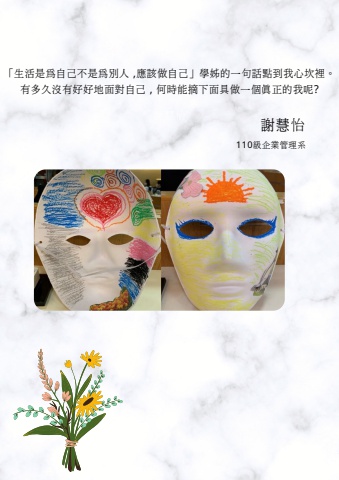 「生活是爲自己不是爲別人 ,應該做自己」學姊的一句話點到我心坎裡。
有多久沒有好好地面對自己，何時能摘下面具做一個眞正的我呢?
謝慧怡
110級企業管理系